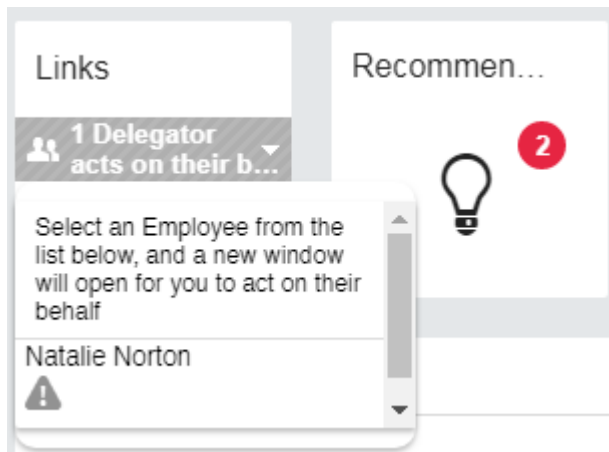 Links
Recommen...
1 Delegator
acts on their b...
2
Select an Employee from the
list below, and a new window
will open for you to act on their
behalf
Natalie Norton